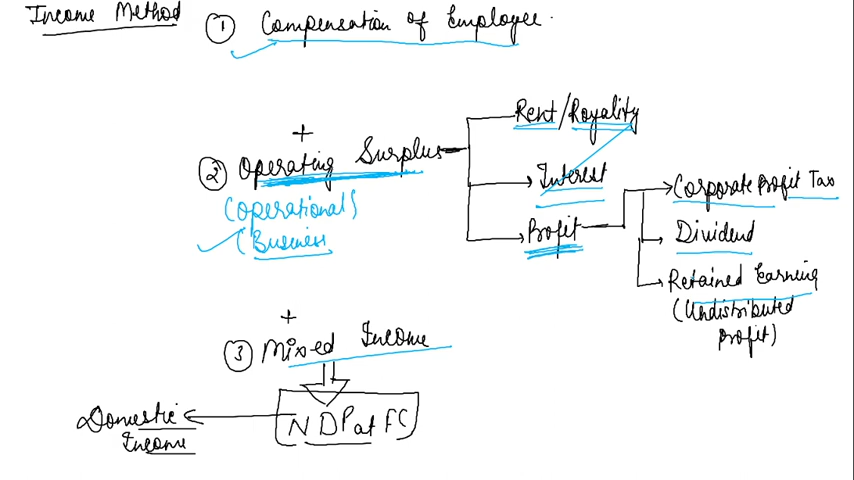 Income Method ① Compensation of Employee.
+
② Operating Surplus
(Operational)
(Business
Rent/Royality
Interest
Profit
Corporate Profit Tax
Dividend
Retained Earning
(Undistributed
profit)
+
③ Mixed Income
NDP at FC
Domestic
Income